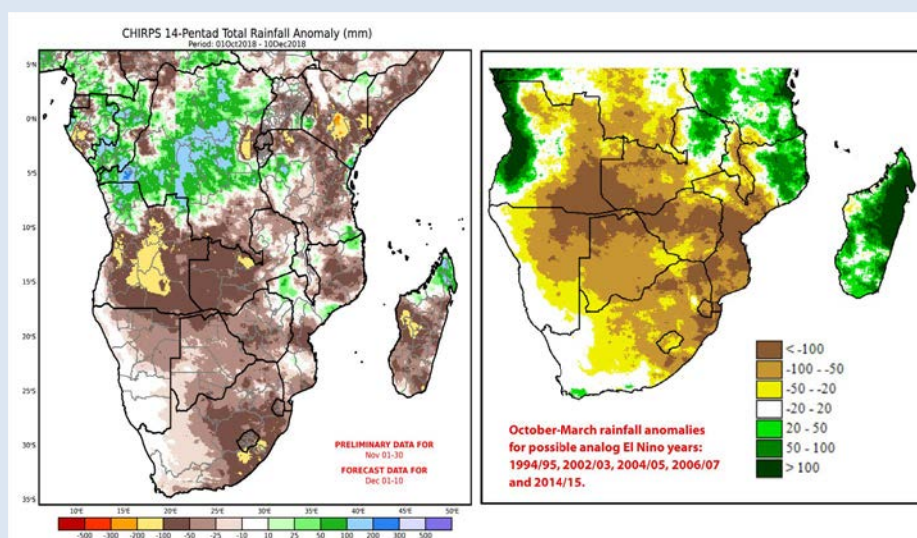 CHIRPS 14-Pentad Total Rainfall Anomaly (mm)
Period: 01Oct2018 - 10Dec2018
5°N
0°N
5°S
10°S
15°S
20°S
25°S
30°S
35°S
PRELIMINARY DATA FOR
Nov 01-30
FORECAST DATA FOR
Dec 01-10
10°E 15°E 20°E 25°E 30°E 35°E 40°E 45°E 50°E
-500 -300 -200 -100 -50 -25 -10 10 25 50 100 200 300 500
< -100
-100 - -50
-50 - -20
-20 - 20
20 - 50
50 - 100
> 100
October-March rainfall anomalies
for possible analog El Nino years:
1994/95, 2002/03, 2004/05, 2006/07
and 2014/15.